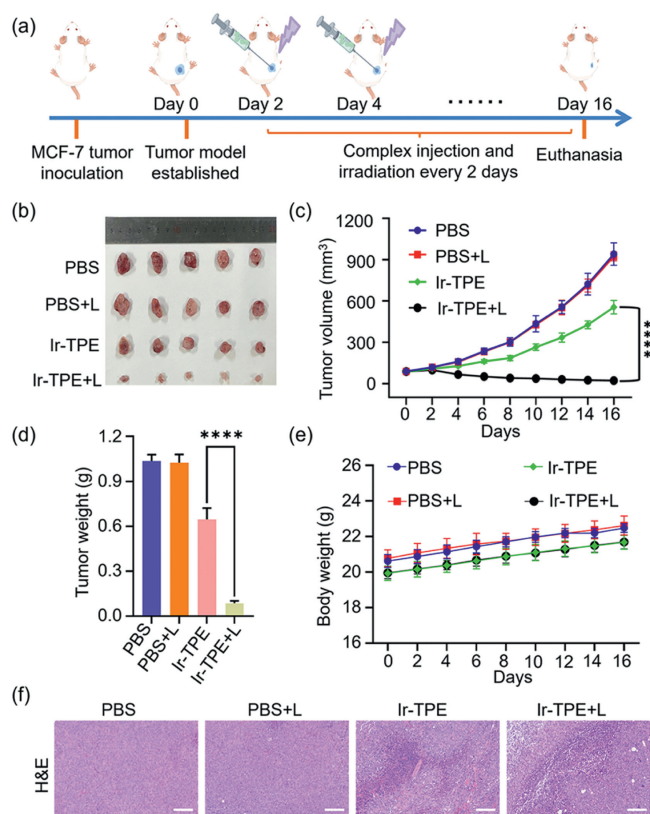 (a)
Day 0
Day 2
Day 4
······
Day 16
MCF-7 tumor
inoculation
Tumor model
established
Complex injection and
irradiation every 2 days
Euthanasia
(b)
PBS
PBS+L
Ir-TPE
Ir-TPE+L
(c)
Tumor volume (mm³)
1200
900
600
300
0
PBS
PBS+L
Ir-TPE
Ir-TPE+L
****
0 2 4 6 8 10 12 14 16
Days
(d)
Tumor weight (g)
1.2
0.9
0.6
0.3
0.0
****
PBS
PBS+L
Ir-TPE
Ir-TPE+L
(e)
Body weight (g)
26
24
22
20
18
16
PBS
Ir-TPE
PBS+L
Ir-TPE+L
0 2 4 6 8 10 12 14 16
Days
(f)
PBS
PBS+L
Ir-TPE
Ir-TPE+L
H&E